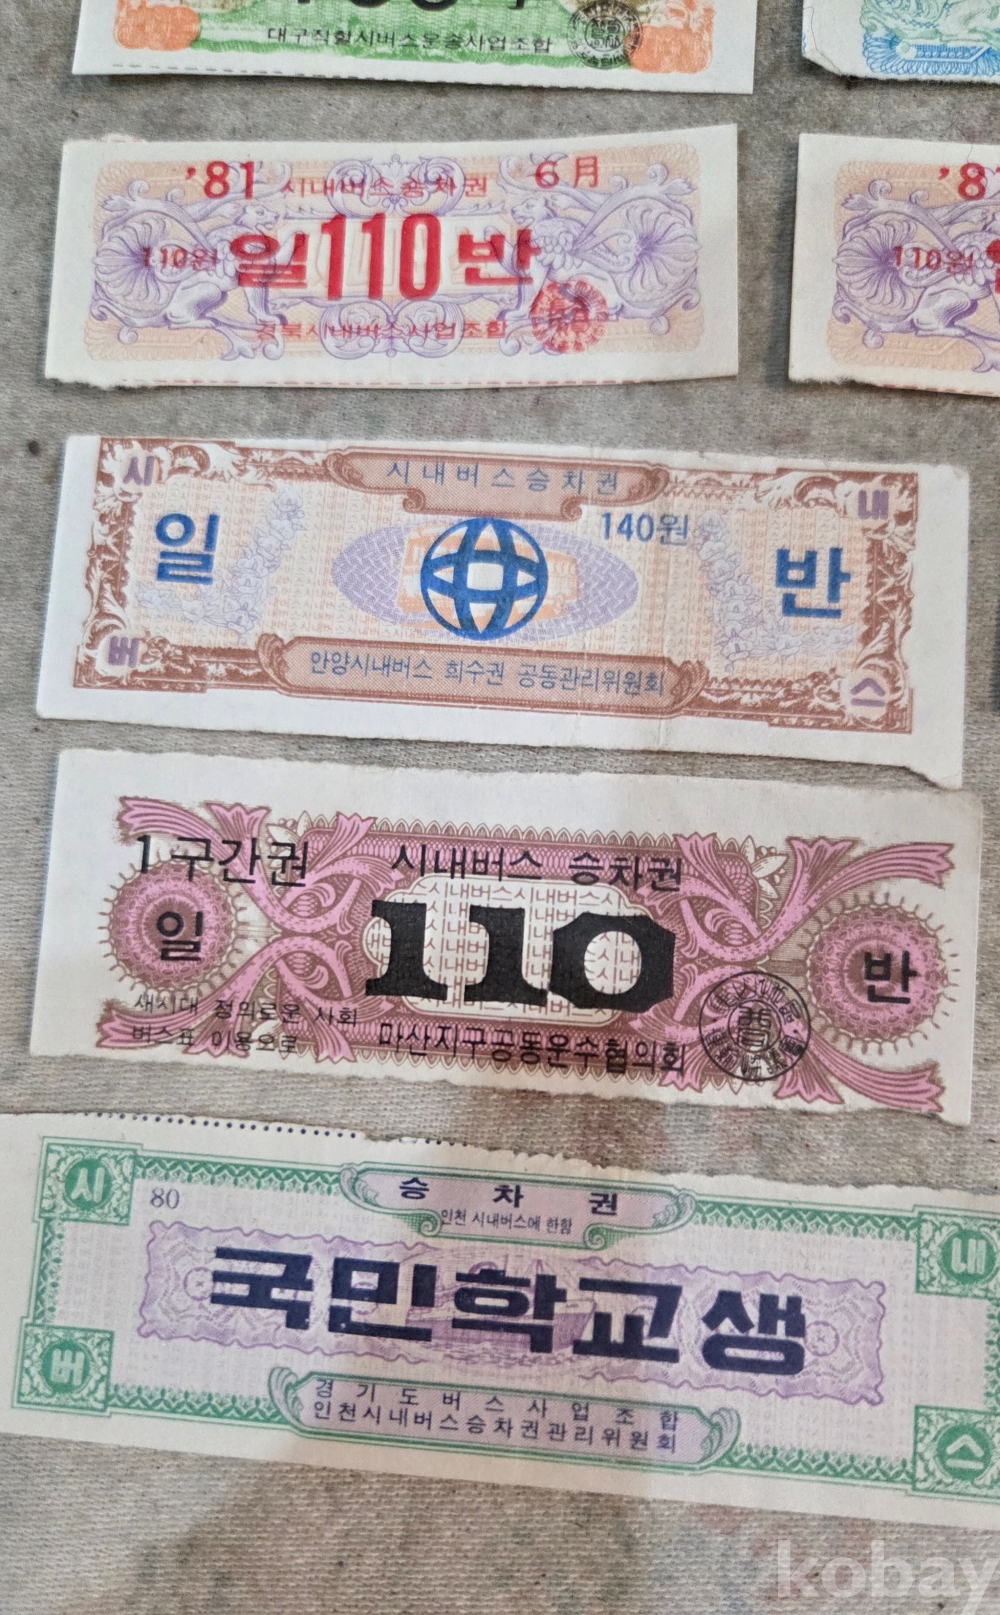 대구직할시버스운송사업조합
'81 시내버스승차권 6月
110원 일 110 반
경북시내버스사업조합
'8
110원
시내버스승차권
시 내
일 140원 반
버 스
안양시내버스 회수권 공동관리위원회
1구간권 시내버스 승차권
일 110 반
새시대 정의로운 사회
버스표 이용으로
마산지구공동운수협의회
시 80 승차권 내
인천 시내버스에 한함
국민학교생
버 스
경기도버스사업조합
인천시내버스승차권관리위원회
kobay